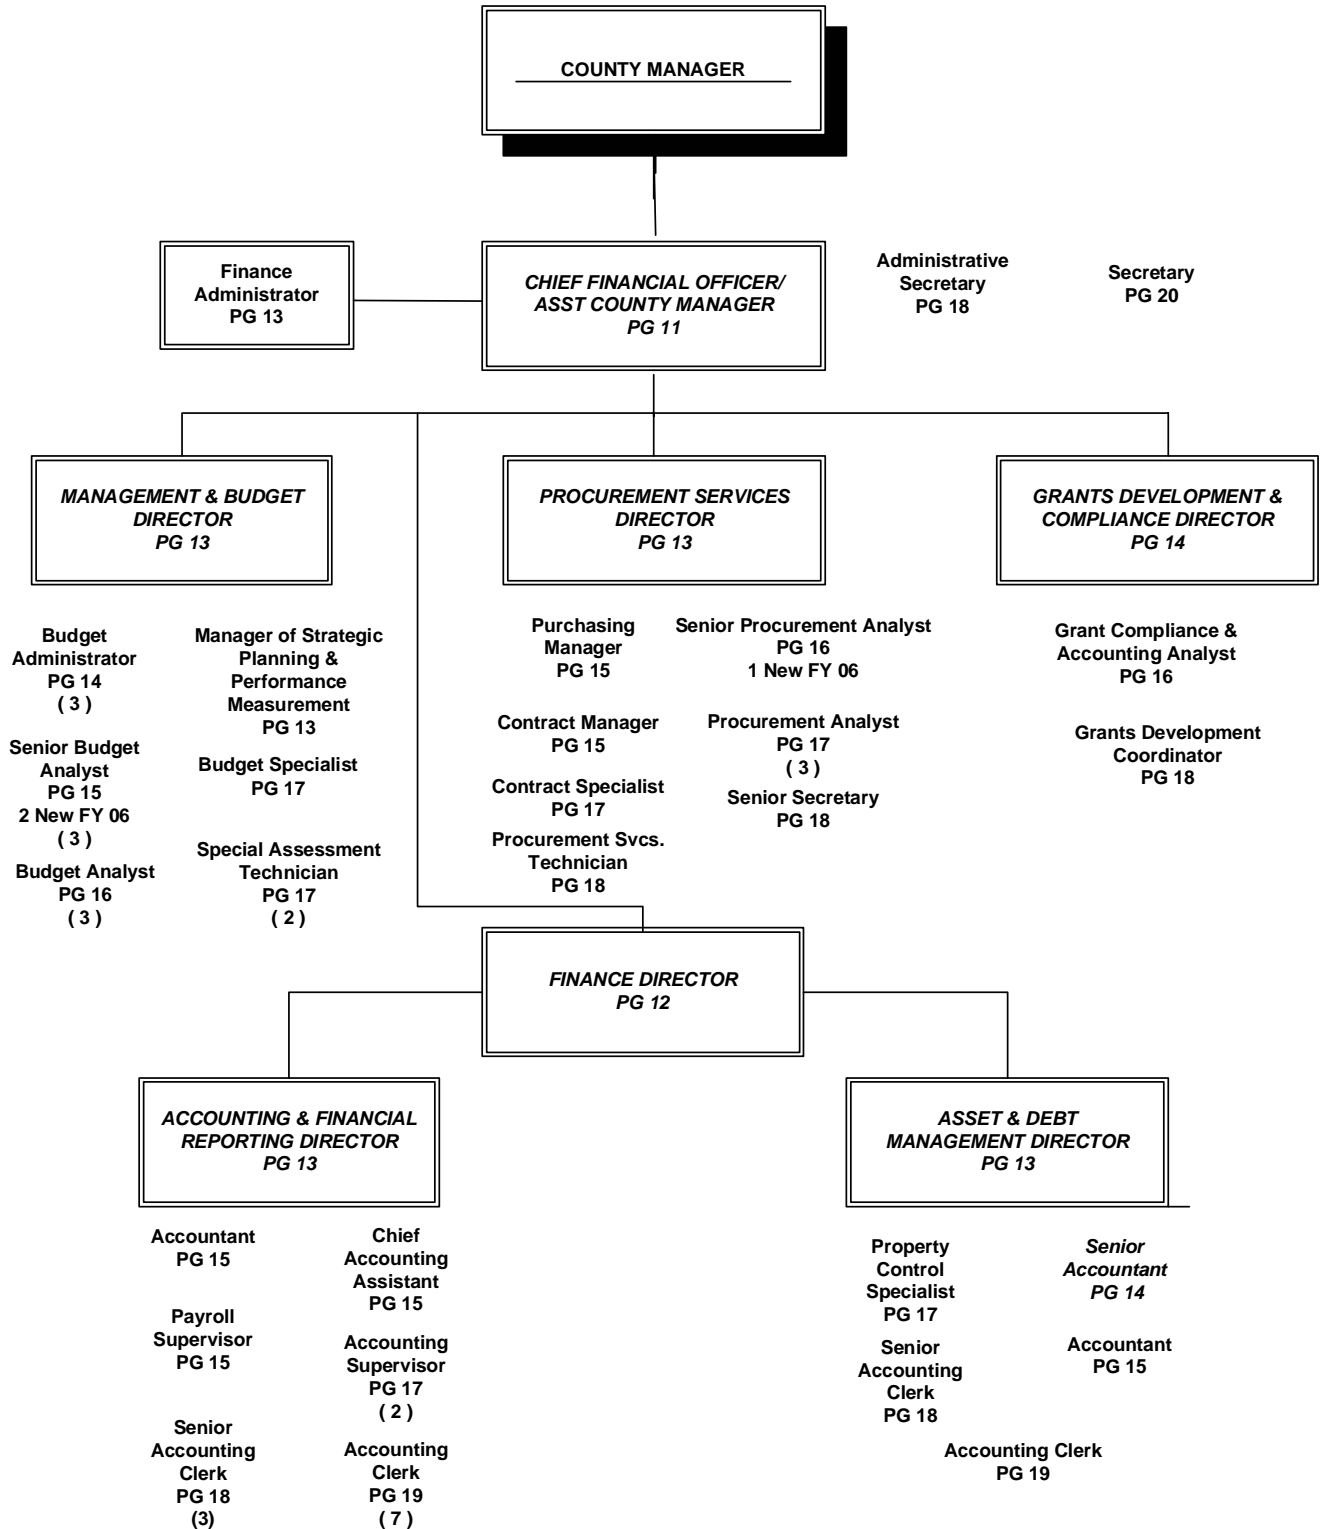 COUNTY MANAGER
Finance
Administrator
PG 13
CHIEF FINANCIAL OFFICER/
ASST COUNTY MANAGER
PG 11
Administrative
Secretary
PG 18
Secretary
PG 20
MANAGEMENT & BUDGET
DIRECTOR
PG 13
PROCUREMENT SERVICES
DIRECTOR
PG 13
GRANTS DEVELOPMENT &
COMPLIANCE DIRECTOR
PG 14
Budget
Administrator
PG 14
( 3 )
Manager of Strategic
Planning &
Performance
Measurement
PG 13
Senior Budget
Analyst
PG 15
2 New FY 06
( 3 )
Budget Specialist
PG 17
Budget Analyst
PG 16
( 3 )
Special Assessment
Technician
PG 17
( 2 )
Purchasing
Manager
PG 15
Senior Procurement Analyst
PG 16
1 New FY 06
Contract Manager
PG 15
Procurement Analyst
PG 17
( 3 )
Contract Specialist
PG 17
Senior Secretary
PG 18
Procurement Svcs.
Technician
PG 18
Grant Compliance &
Accounting Analyst
PG 16
Grants Development
Coordinator
PG 18
FINANCE DIRECTOR
PG 12
ACCOUNTING & FINANCIAL
REPORTING DIRECTOR
PG 13
ASSET & DEBT
MANAGEMENT DIRECTOR
PG 13
Accountant
PG 15
Chief
Accounting
Assistant
PG 15
Payroll
Supervisor
PG 15
Accounting
Supervisor
PG 17
( 2 )
Senior
Accounting
Clerk
PG 18
(3)
Accounting
Clerk
PG 19
( 7 )
Property
Control
Specialist
PG 17
Senior
Accountant
PG 14
Senior
Accounting
Clerk
PG 18
Accountant
PG 15
Accounting Clerk
PG 19